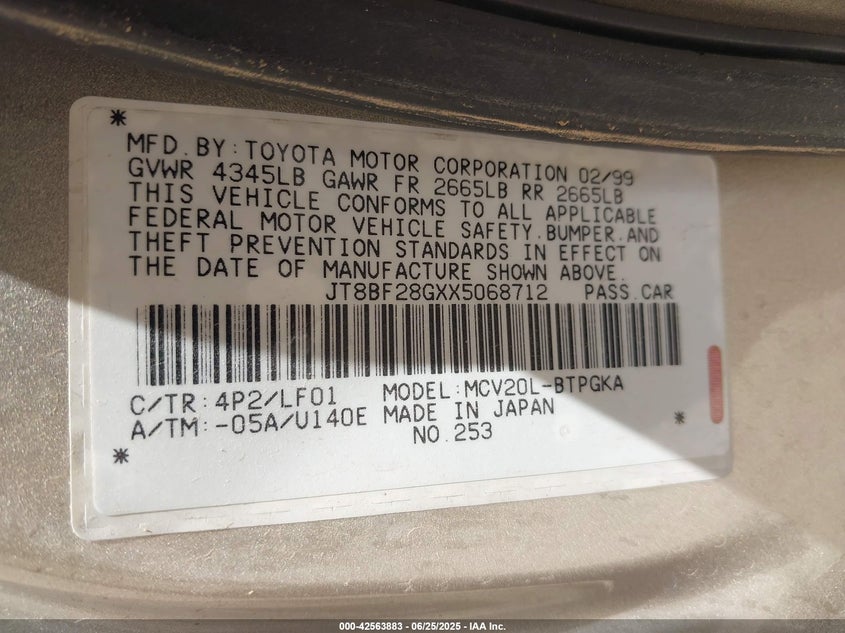 *
MFD.BY:TOYOTA MOTOR CORPORATION 02/99
GVWR 4345LB GAWR FR 2665LB RR 2665LB
THIS VEHICLE CONFORMS TO ALL APPLICABLE
FEDERAL MOTOR VEHICLE SAFETY.BUMPER.AND
THEFT PREVENTION STANDARDS IN EFFECT ON
THE DATE OF MANUFACTURE SHOWN ABOVE.
JT8BF28GXX5068712 PASS.CAR
C/TR:4P2/LF01 MODEL:MCV20L-BTPGKA
A/TM:-05A/U140E MADE IN JAPAN
* NO.253 *
000-42563883 / 06/25/2025 - IAA Inc.